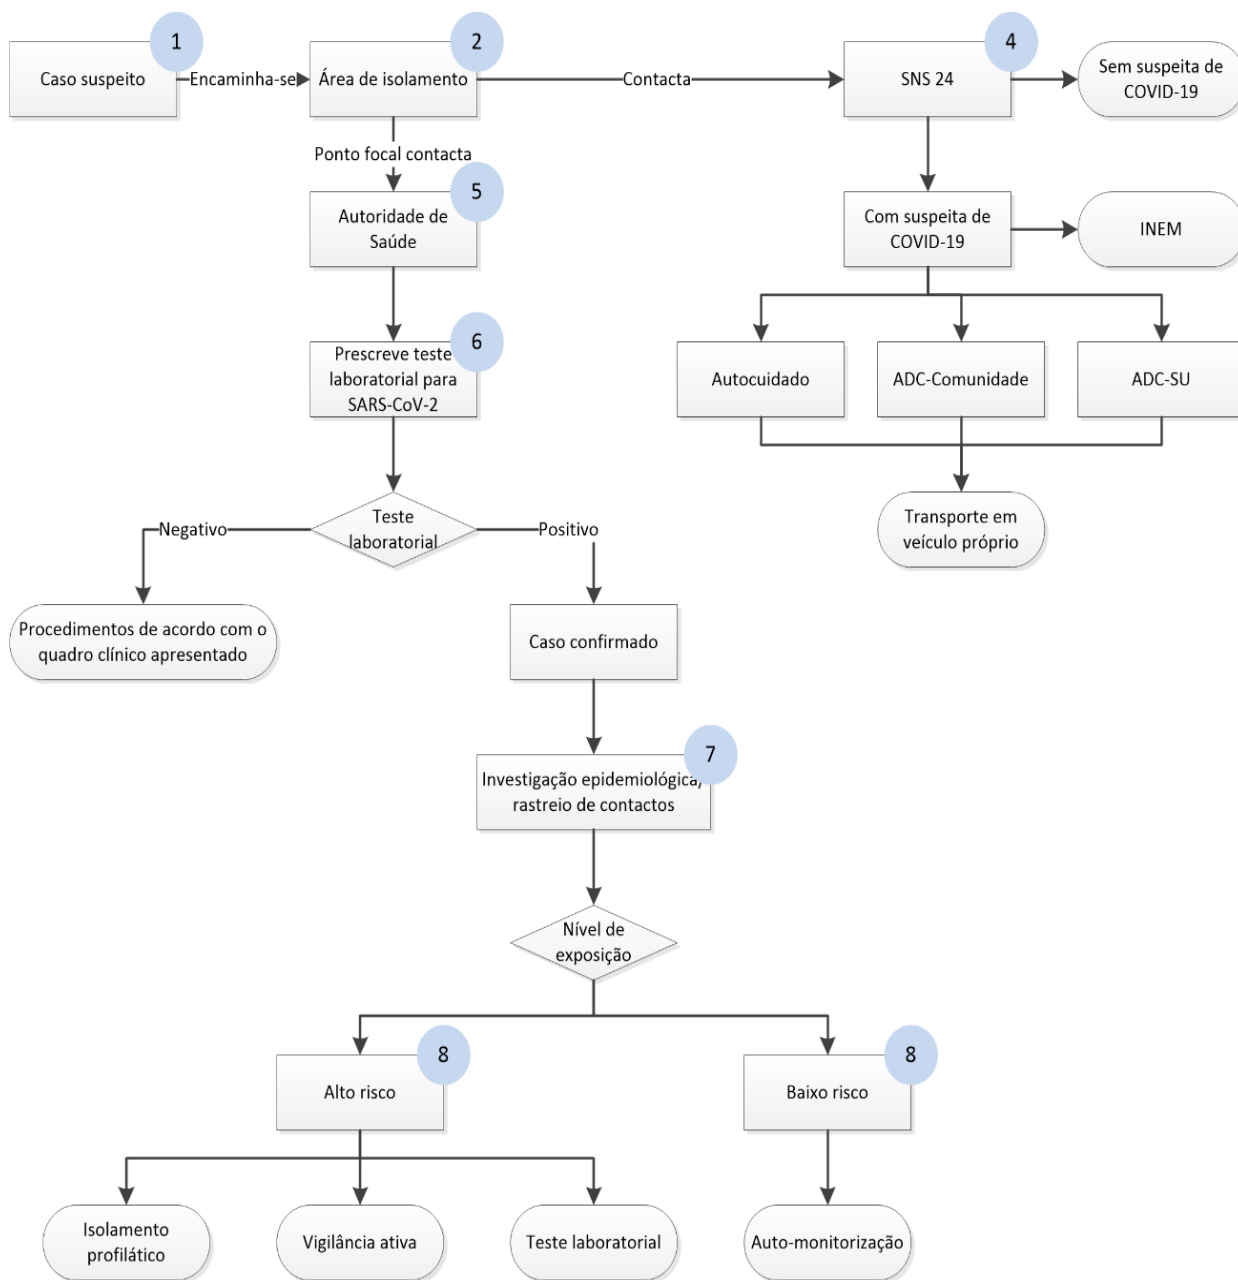 1
Caso suspeito
Encaminha-se
2
Área de isolamento
Contacta
4
SNS 24
Sem suspeita de
COVID-19
Ponto focal contacta
5
Autoridade de
Saúde
Com suspeita de
COVID-19
INEM
6
Prescreve teste
laboratorial para
SARS-CoV-2
Autocuidado
ADC-Comunidade
ADC-SU
Transporte em
veículo próprio
Negativo
Teste
laboratorial
Positivo
Procedimentos de acordo com o
quadro clínico apresentado
Caso confirmado
7
Investigação epidemiológica,
rastreio de contactos
Nível de
exposição
8
Alto risco
8
Baixo risco
Isolamento
profilático
Vigilância ativa
Teste laboratorial
Auto-monitorização